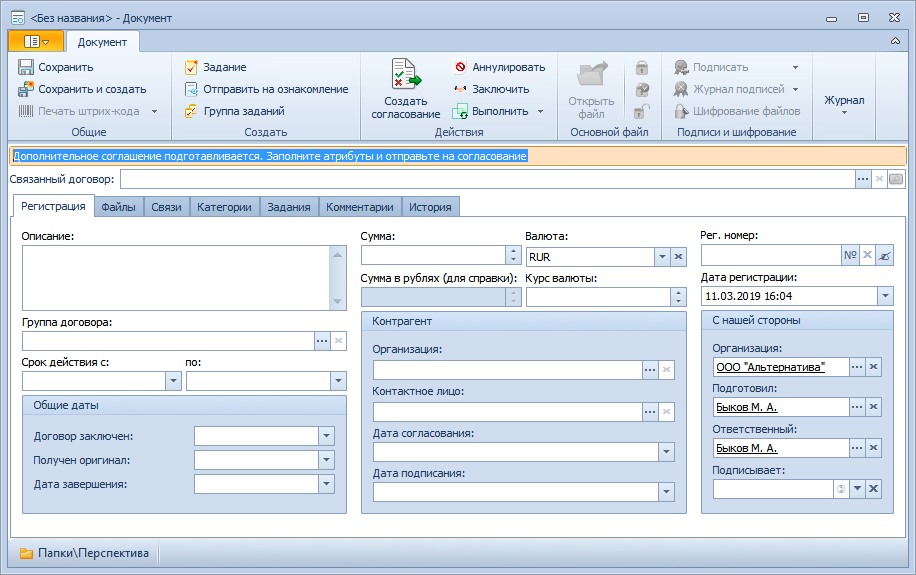 <Без названия> - Документ
Документ
Сохранить
Сохранить и создать
Печать штрих-кода
Общие
Задание
Отправить на ознакомление
Группа заданий
Создать
Создать
согласование
Аннулировать
Заключить
Выполнить
Действия
Открыть
файл
Основной файл
Подписать
Журнал подписей
Шифрование файлов
Подписи и шифрование
Журнал
Дополнительное соглашение подготавливается. Заполните атрибуты и отправьте на согласование
Связанный договор:
Регистрация Файлы Связи Категории Задания Комментарии История
Описание:
Группа договора:
Срок действия с: по:
Общие даты
Договор заключен:
Получен оригинал:
Дата завершения:
Сумма: Валюта:
RUR
Сумма в рублях (для справки): Курс валюты:
Контрагент
Организация:
Контактное лицо:
Дата согласования:
Дата подписания:
Рег. номер:
№
Дата регистрации:
11.03.2019 16:04
С нашей стороны
Организация:
ООО "Альтернатива"
Подготовил:
Быков М. А.
Ответственный:
Быков М. А.
Подписывает:
Папки\Перспектива